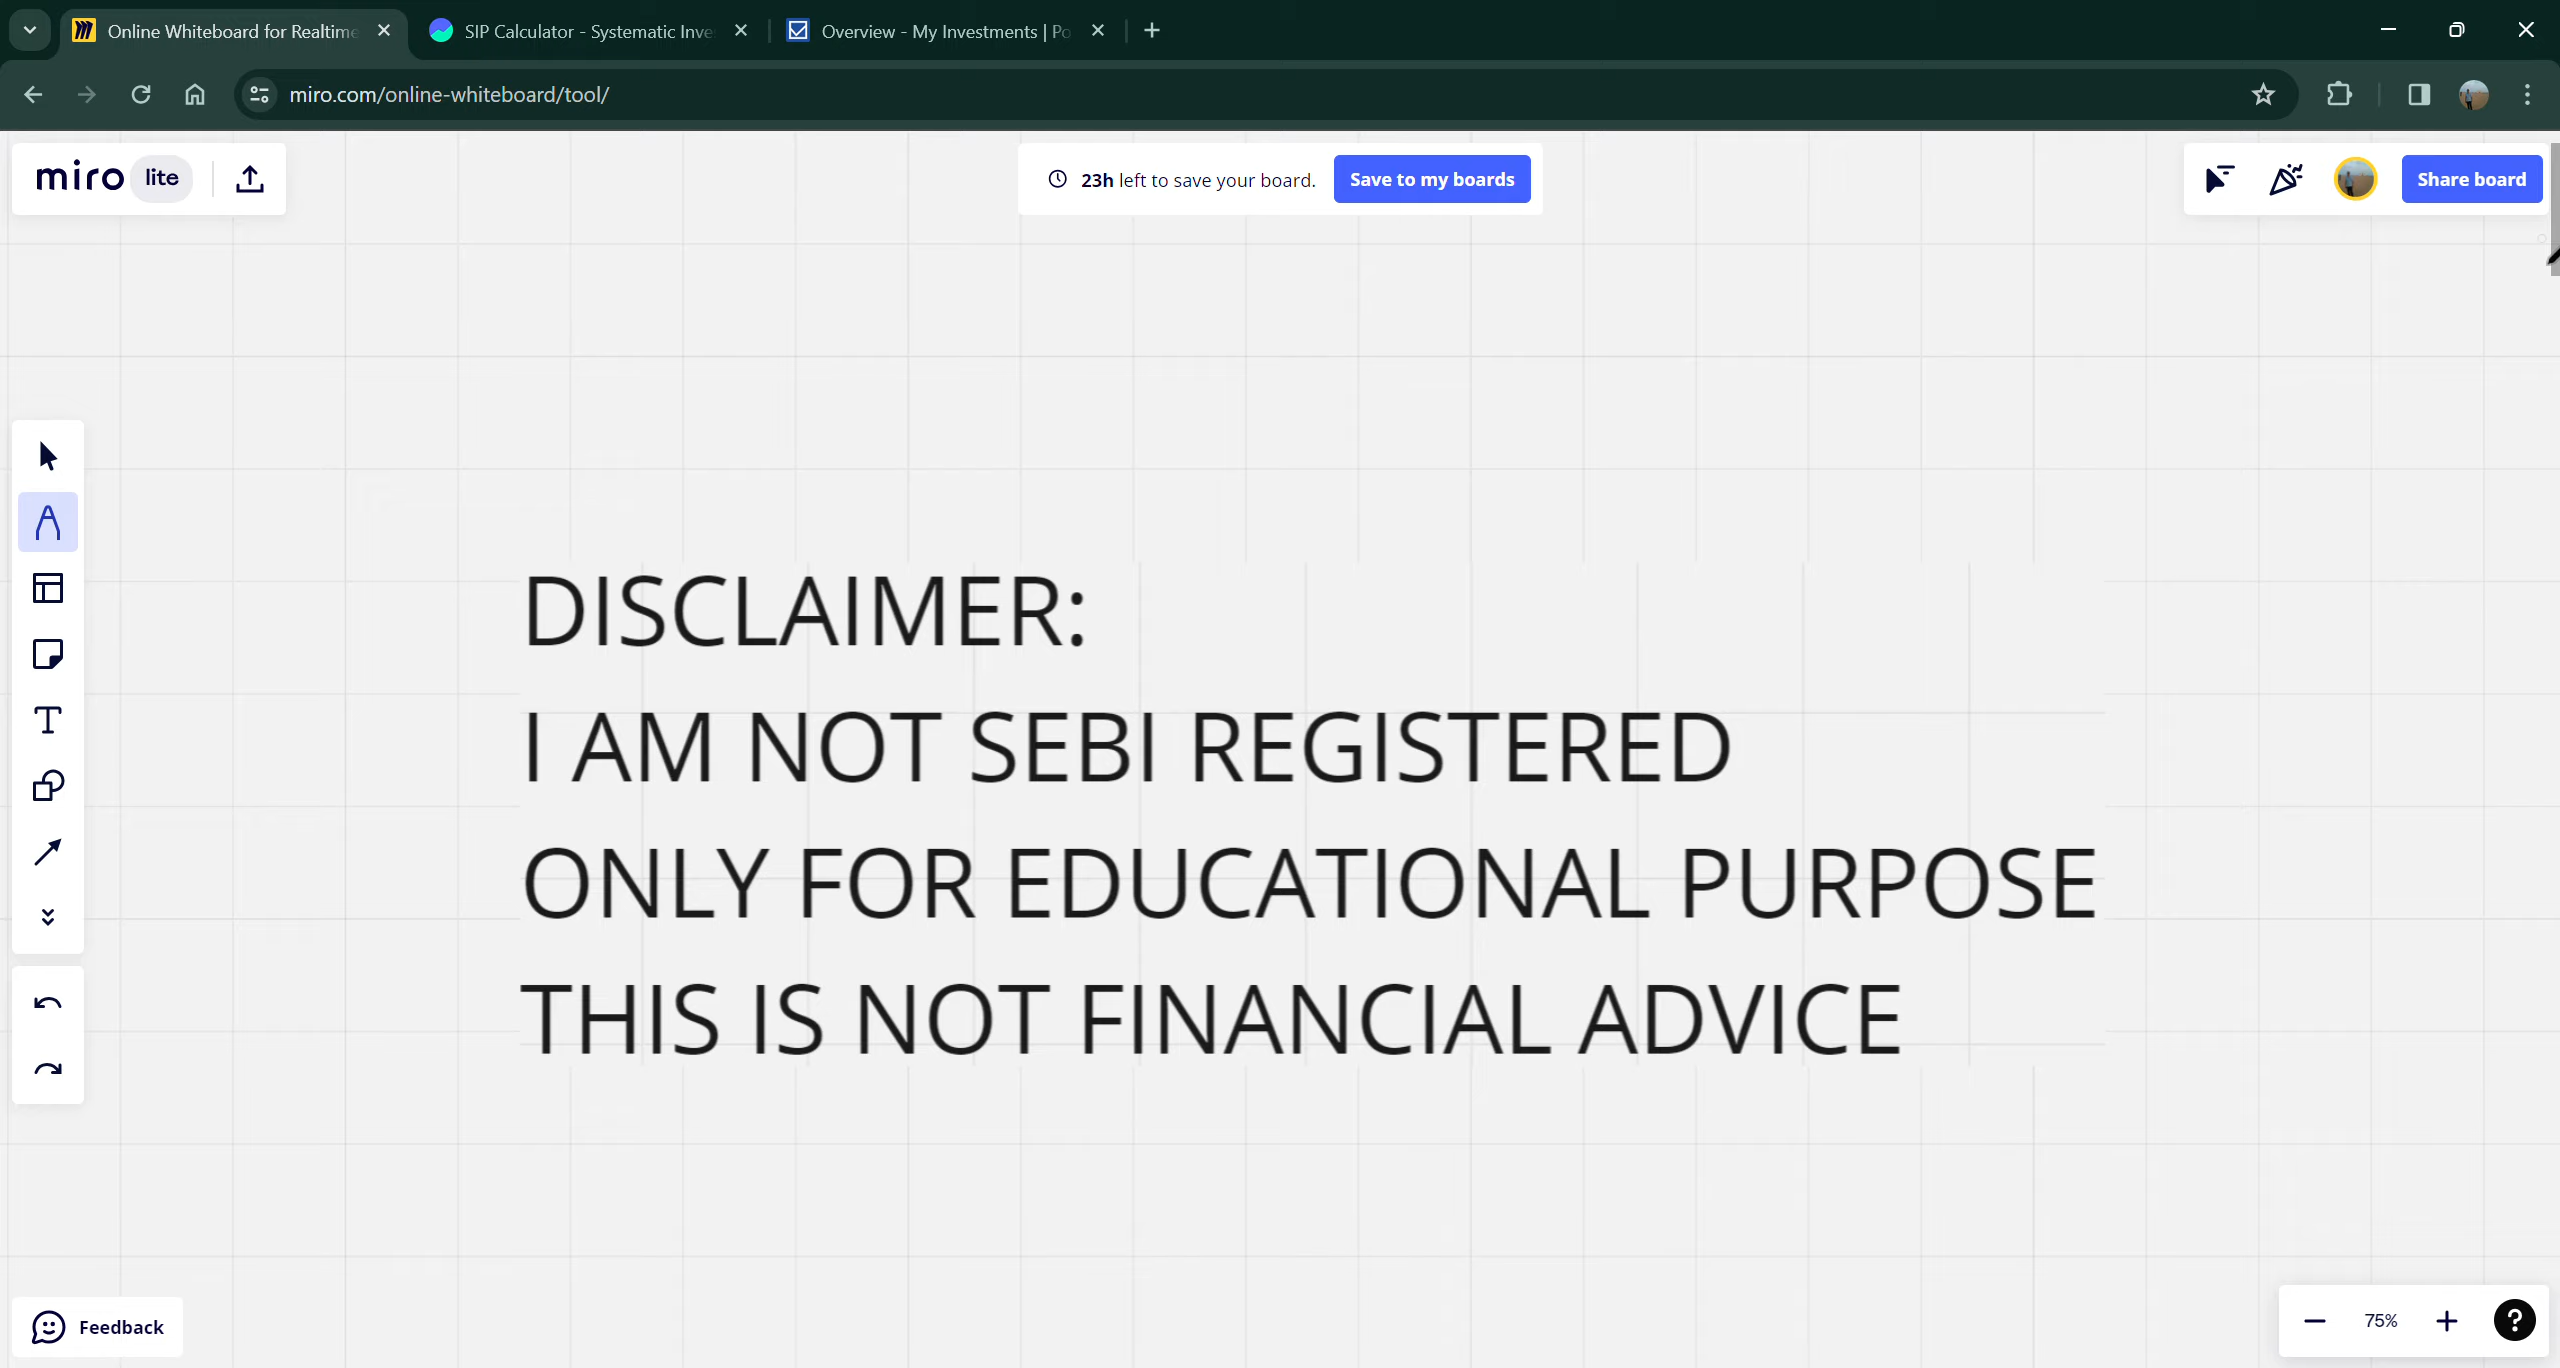 Online Whiteboard for Realtime
SIP Calculator - Systematic Inve
Overview - My Investments | Po
miro.com/online-whiteboard/tool/
miro lite
23h left to save your board.
Save to my boards
Share board
DISCLAIMER:
I AM NOT SEBI REGISTERED
ONLY FOR EDUCATIONAL PURPOSE
THIS IS NOT FINANCIAL ADVICE
Feedback
75%